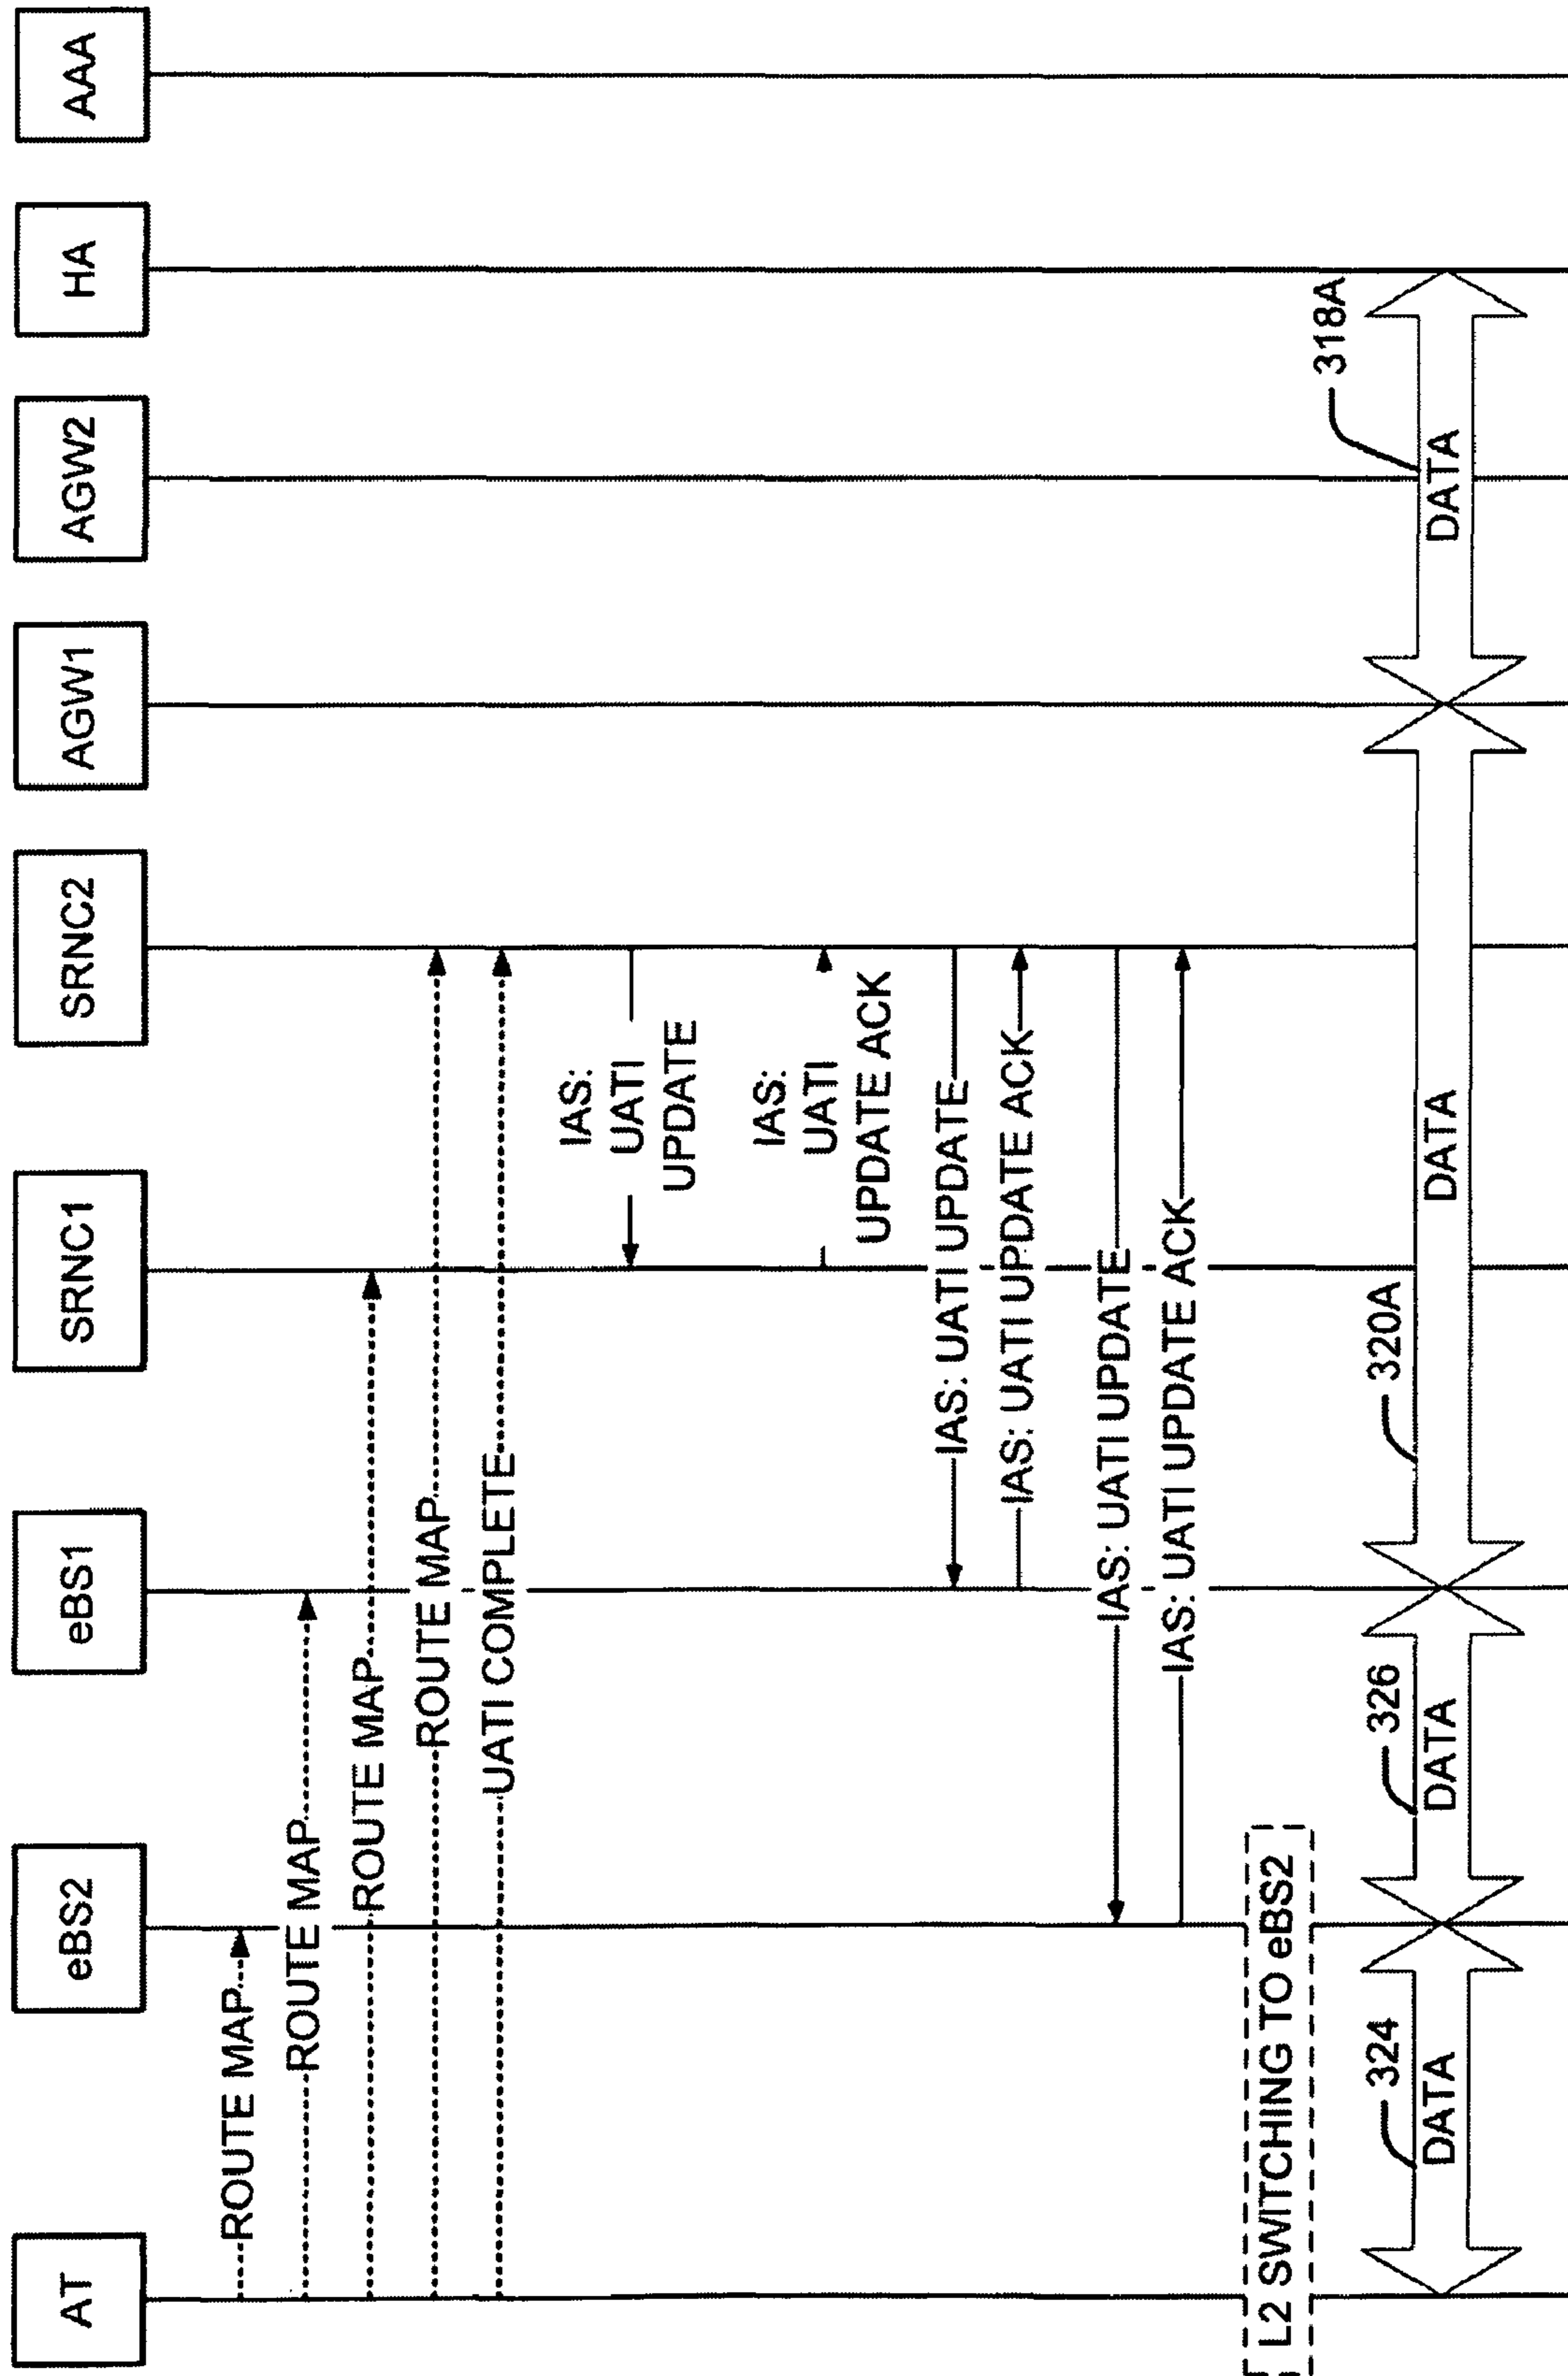 AT
eBS2
eBS1
SRNC1
SRNC2
AGW1
AGW2
HA
AAA
ROUTE MAP
ROUTE MAP
ROUTE MAP
ROUTE MAP
UATI COMPLETE
IAS:
UATI
UPDATE
IAS:
UATI
UPDATE ACK
IAS: UATI UPDATE
IAS: UATI UPDATE ACK
IAS: UATI UPDATE
IAS: UATI UPDATE ACK
L2 SWITCHING TO eBS2
324
326
320A
318A
DATA
DATA
DATA
DATA